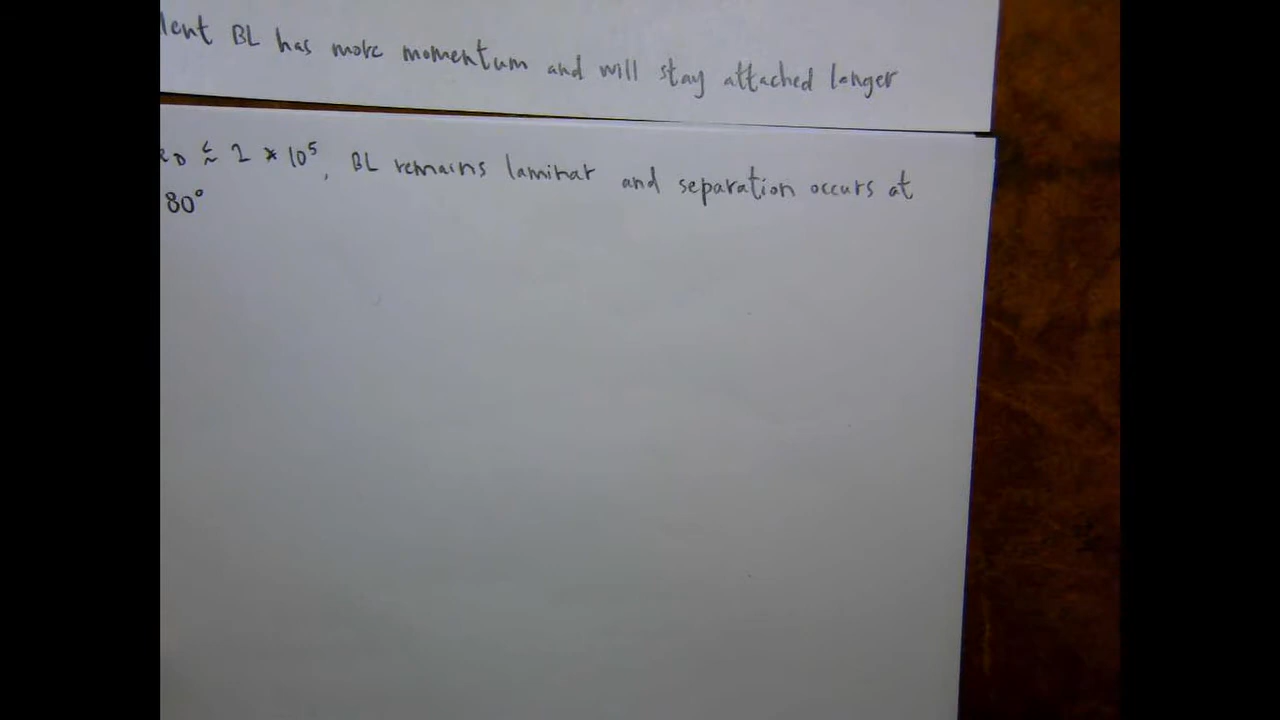 lent BL has more momentum and will stay attached longer
eD ≲ 2 * 10⁵, BL remains laminar and separation occurs at
80°